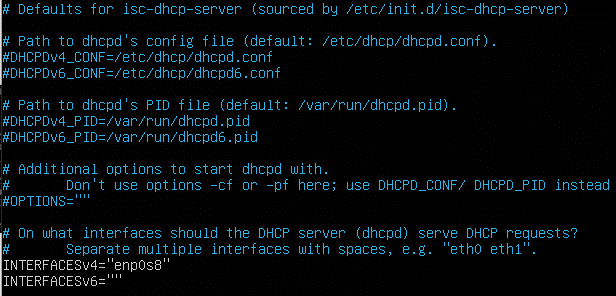 # Defaults for isc-dhcp-server (sourced by /etc/init.d/isc-dhcp-server)
# Path to dhcpd's config file (default: /etc/dhcp/dhcpd.conf).
#DHCPDv4_CONF=/etc/dhcp/dhcpd.conf
#DHCPDv6_CONF=/etc/dhcp/dhcpd6.conf
# Path to dhcpd's PID file (default: /var/run/dhcpd.pid).
#DHCPDv4_PID=/var/run/dhcpd.pid
#DHCPDv6_PID=/var/run/dhcpd6.pid
# Additional options to start dhcpd with.
#       Don't use options -cf or -pf here; use DHCPD_CONF/ DHCPD_PID instead
#OPTIONS=""
# On what interfaces should the DHCP server (dhcpd) serve DHCP requests?
#       Separate multiple interfaces with spaces, e.g. "eth0 eth1".
INTERFACESv4="enp0s8"
INTERFACESv6=""